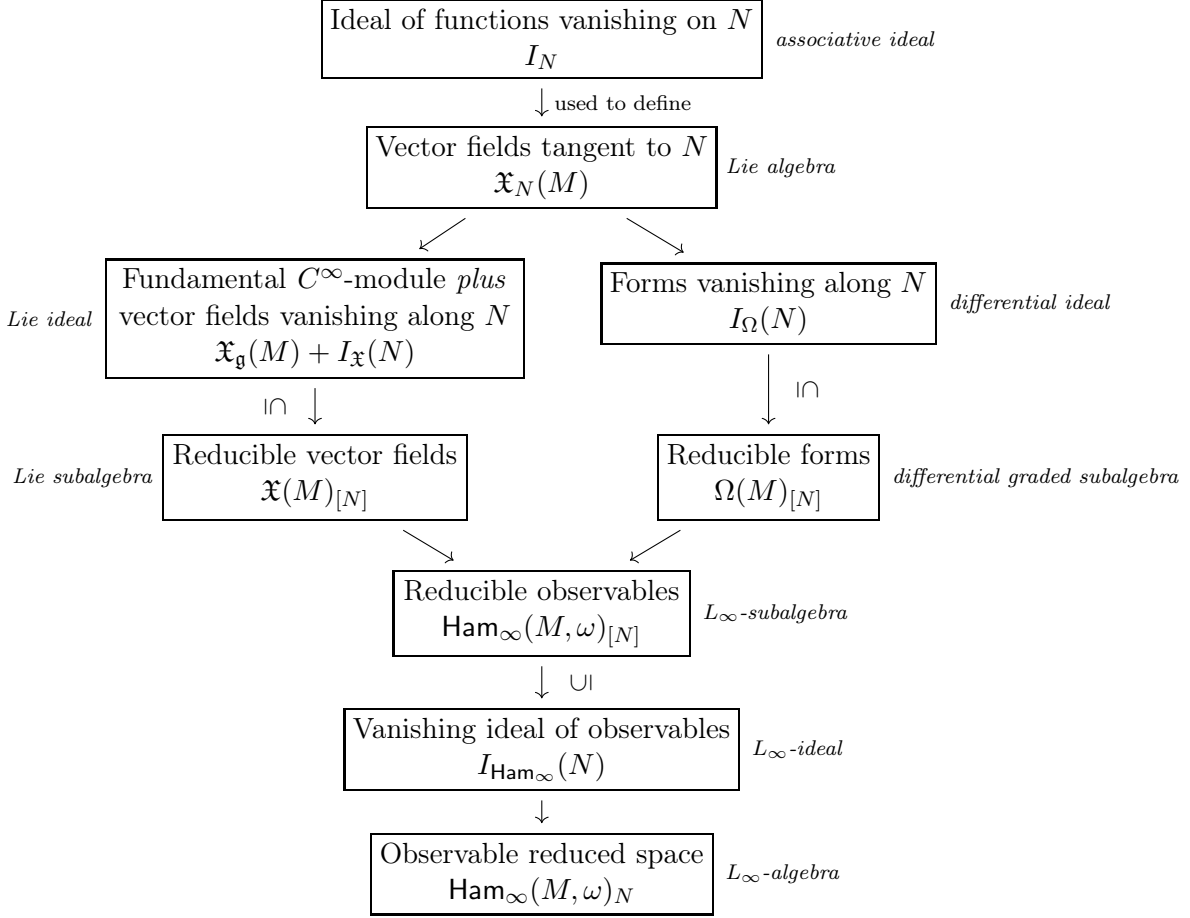 Ideal of functions vanishing on N
I_N
associative ideal
used to define
Vector fields tangent to N
𝔛_N(M)
Lie algebra
Fundamental C^∞-module plus
vector fields vanishing along N
𝔛_𝔤(M) + I_𝔛(N)
Lie ideal
Forms vanishing along N
I_Ω(N)
differential ideal
I∩
I∩
Lie subalgebra
Reducible vector fields
𝔛(M)_[N]
Reducible forms
Ω(M)_[N]
differential graded subalgebra
Reducible observables
Ham_∞(M, ω)_[N]
L_∞-subalgebra
∪I
Vanishing ideal of observables
I_Ham_∞(N)
L_∞-ideal
Observable reduced space
Ham_∞(M, ω)_N
L_∞-algebra